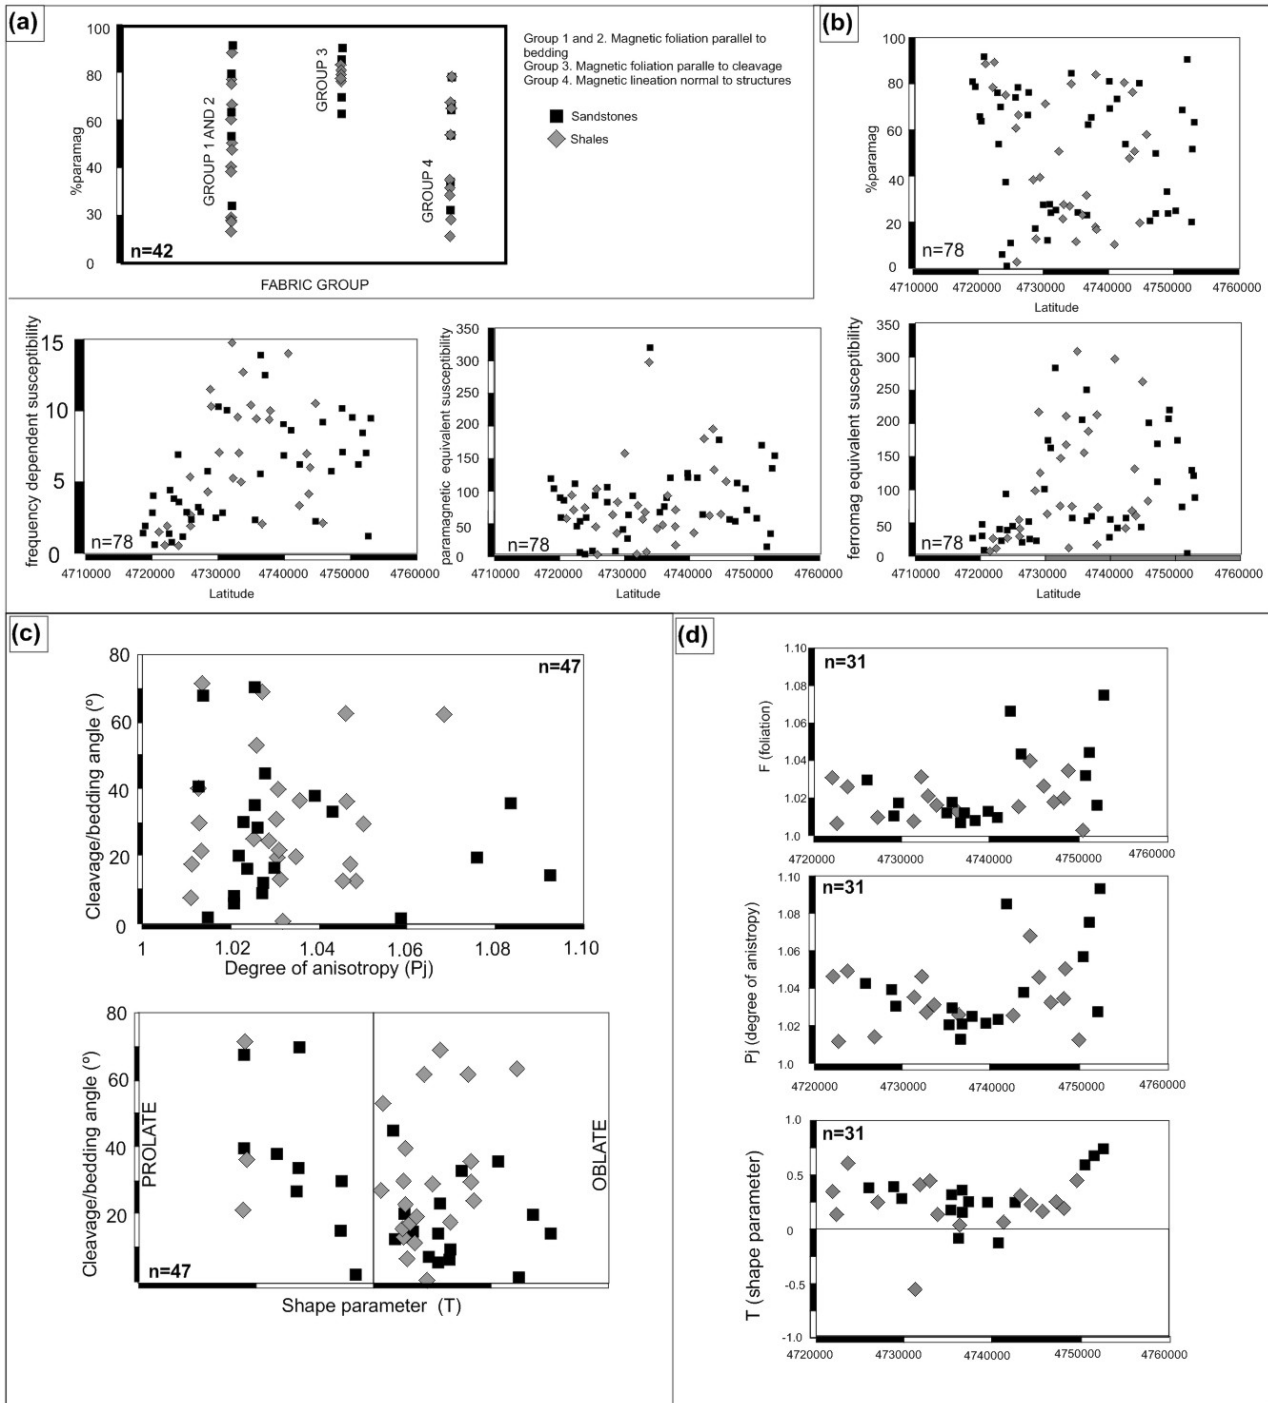 (a)
100
80
60
40
30
0
%paramag
GROUP 1 AND 2
GROUP 3
GROUP 4
n=42
FABRIC GROUP
Group 1 and 2. Magnetic foliation parallel to
bedding
Group 3. Magnetic foliation paralle to cleavage
Group 4. Magnetic lineation normal to structures
Sandstones
Shales
(b)
100
80
60
40
20
0
%paramag
n=78
4710000 4720000 4730000 4740000 4750000 4760000
Latitude
15
10
5
0
frequency dependent susceptibility
n=78
4710000 4720000 4730000 4740000 4750000 4760000
Latitude
350
300
250
200
150
100
50
0
paramagnetic equivalent susceptibility
n=78
4710000 4720000 4730000 4740000 4750000 4760000
Latitude
350
300
250
200
150
100
50
0
ferromag equivalent susceptibility
n=78
4710000 4720000 4730000 4740000 4750000 4760000
Latitude
(c)
80
60
40
20
0
Cleavage/bedding angle (º)
n=47
1 1.02 1.04 1.06 1.08 1.10
Degree of anisotropy (Pj)
80
60
40
20
Cleavage/bedding angle (º)
PROLATE
OBLATE
n=47
Shape parameter (T)
(d)
1.10
1.08
1.06
1.04
1.02
1.0
F (foliation)
n=31
4720000 4730000 4740000 4750000 4760000
1.10
1.08
1.06
1.04
1.02
1.0
Pj (degree of anistropy)
n=31
4720000 4730000 4740000 4750000 4760000
1.0
0.5
0
-0.5
-1.0
T (shape parameter)
n=31
4720000 4730000 4740000 4750000 4760000